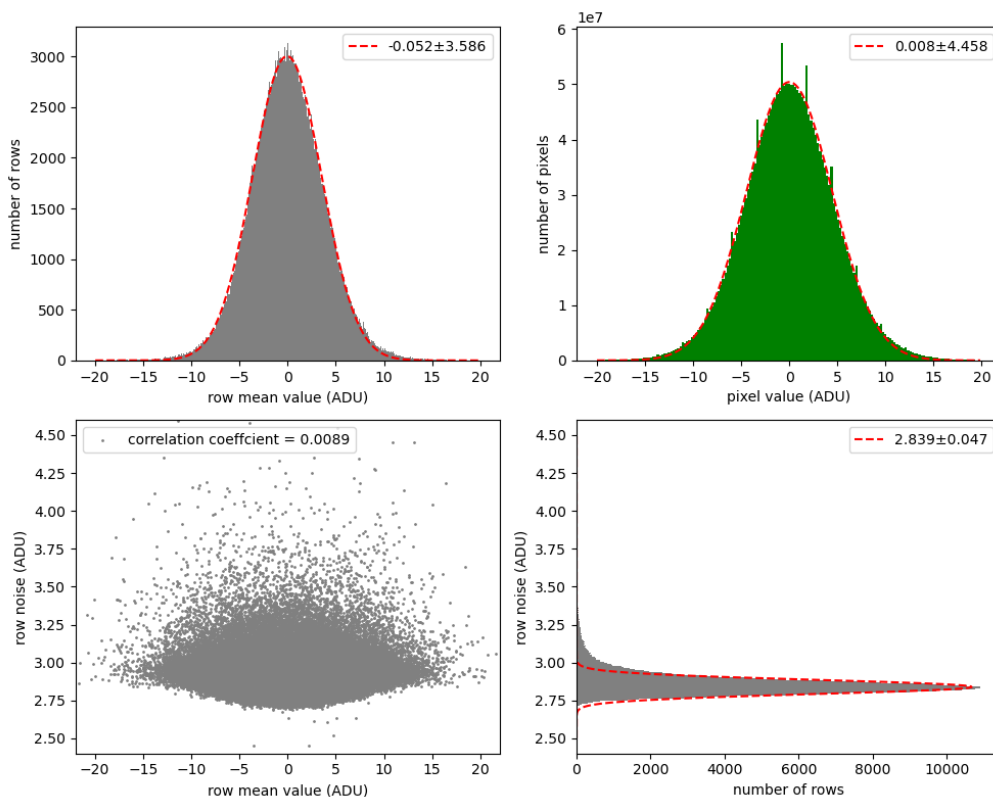 -0.052±3.586
number of rows
3000
2500
2000
1500
1000
500
0
−20 −15 −10 −5 0 5 10 15 20
row mean value (ADU)
1e7
0.008±4.458
number of pixels
6
5
4
3
2
1
0
−20 −15 −10 −5 0 5 10 15 20
pixel value (ADU)
correlation coeffcient = 0.0089
row noise (ADU)
4.50
4.25
4.00
3.75
3.50
3.25
3.00
2.75
2.50
−20 −15 −10 −5 0 5 10 15 20
row mean value (ADU)
2.839±0.047
row noise (ADU)
4.50
4.25
4.00
3.75
3.50
3.25
3.00
2.75
2.50
0 2000 4000 6000 8000 10000
number of rows